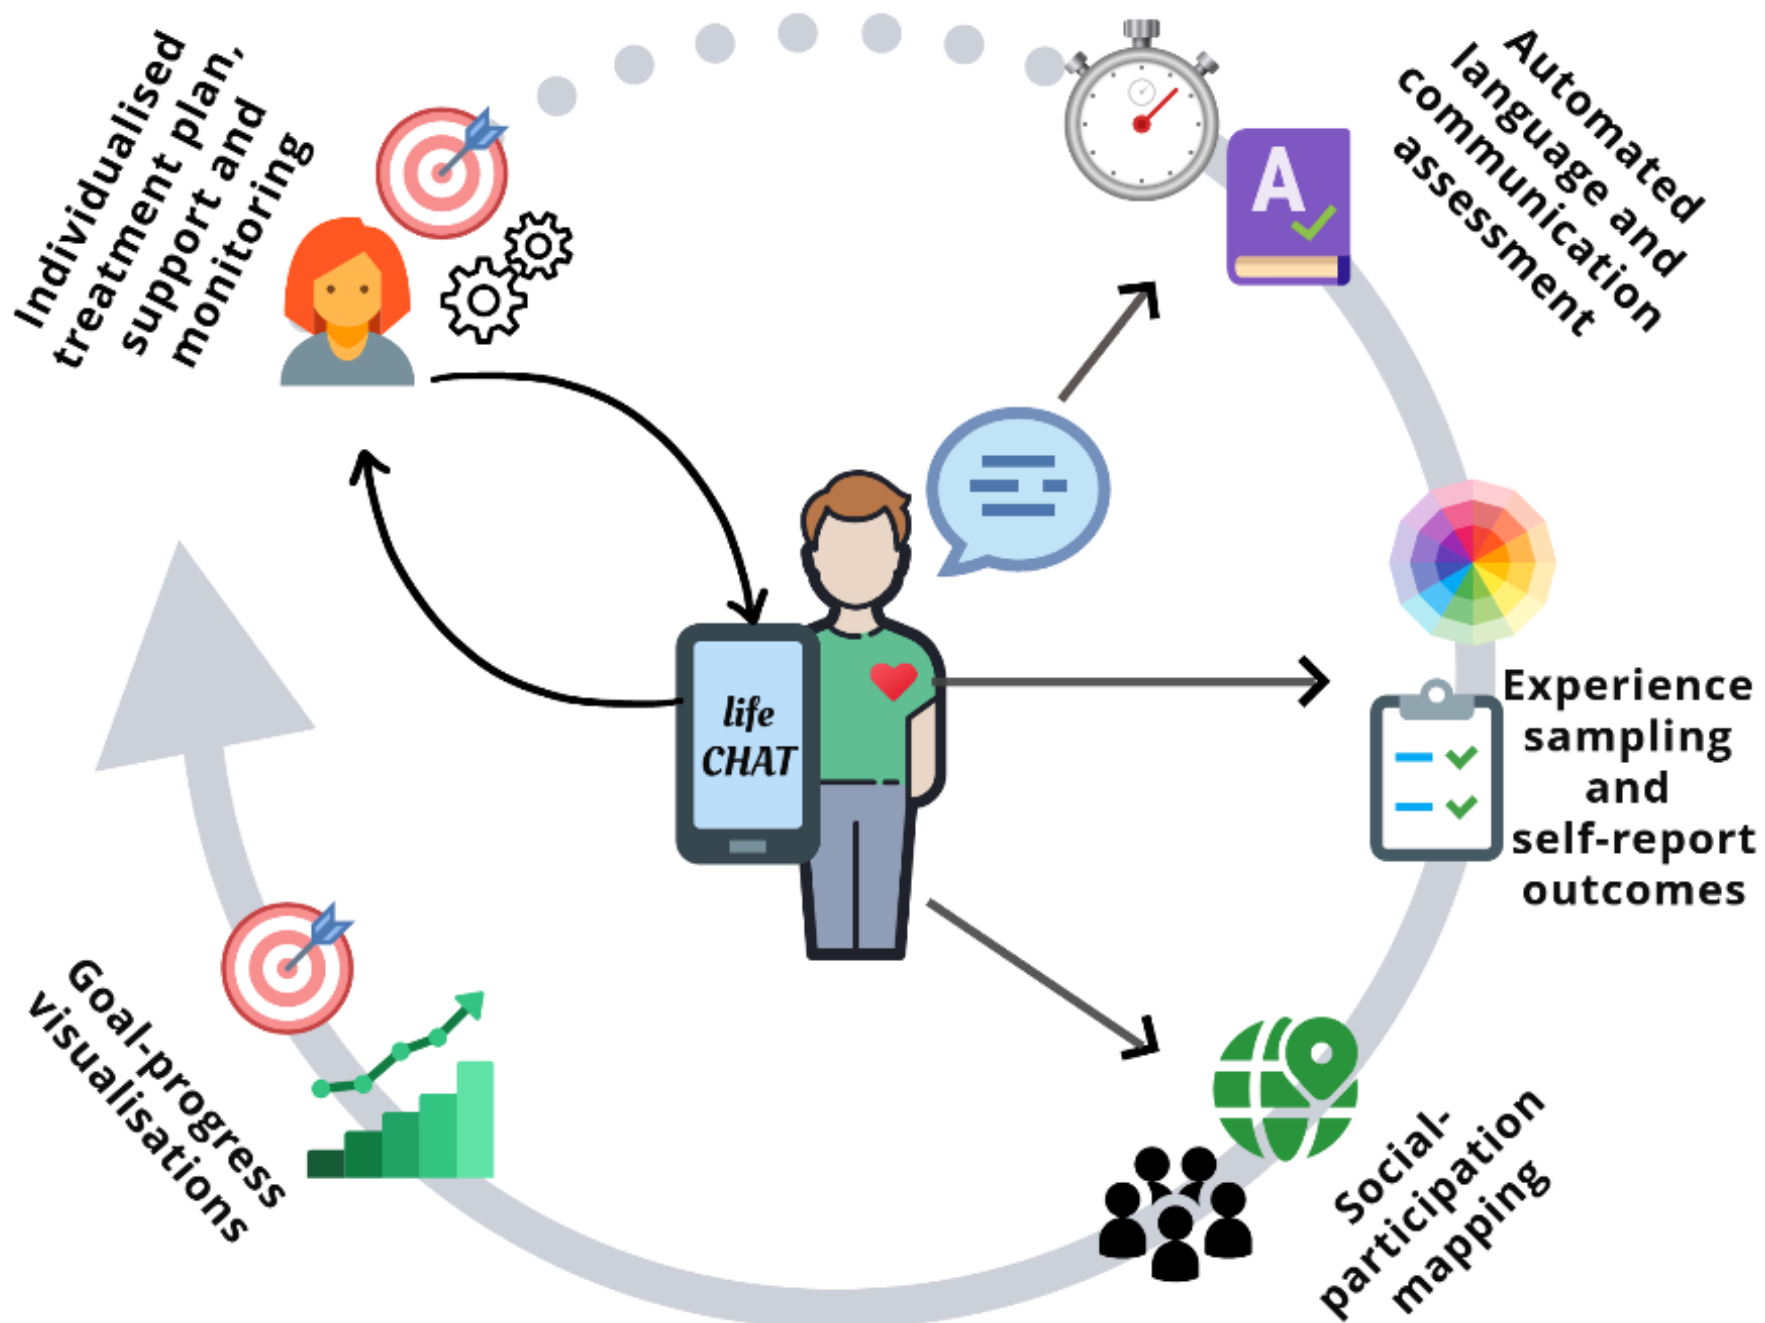 Individualised
treatment plan,
support and
monitoring
Automated
language and
communication
assessment
A
life
CHAT
Experience
sampling
and
self-report
outcomes
Goal-progress
visualisations
Social-
participation
mapping